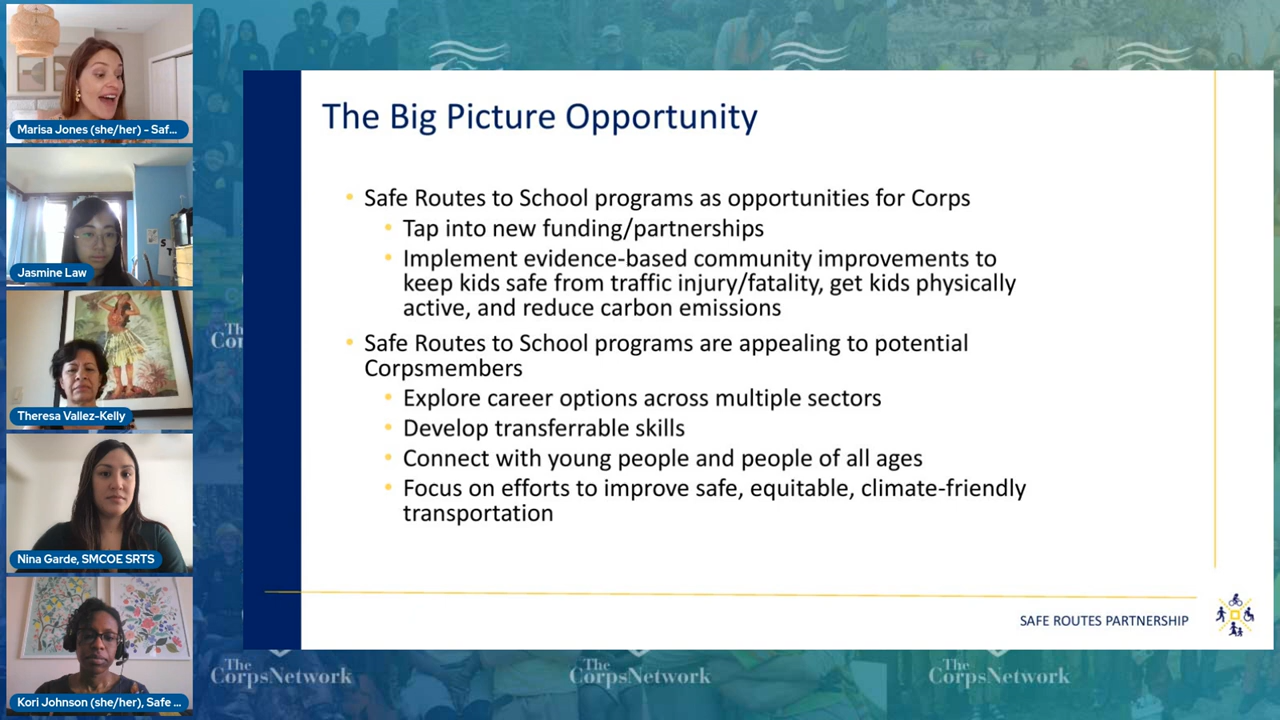 Marisa Jones (she/her) - Saf...
Jasmine Law
Theresa Vallez-Kelly
Nina Garde, SMCOE SRTS
Kori Johnson (she/her), Safe ...
The Big Picture Opportunity
Safe Routes to School programs as opportunities for Corps
Tap into new funding/partnerships
Implement evidence-based community improvements to
keep kids safe from traffic injury/fatality, get kids physically
active, and reduce carbon emissions
Safe Routes to School programs are appealing to potential
Corpsmembers
Explore career options across multiple sectors
Develop transferrable skills
Connect with young people and people of all ages
Focus on efforts to improve safe, equitable, climate-friendly
transportation
SAFE ROUTES PARTNERSHIP
The
CorpsNetwork
The
CorpsNetwork
The
CorpsNetwork